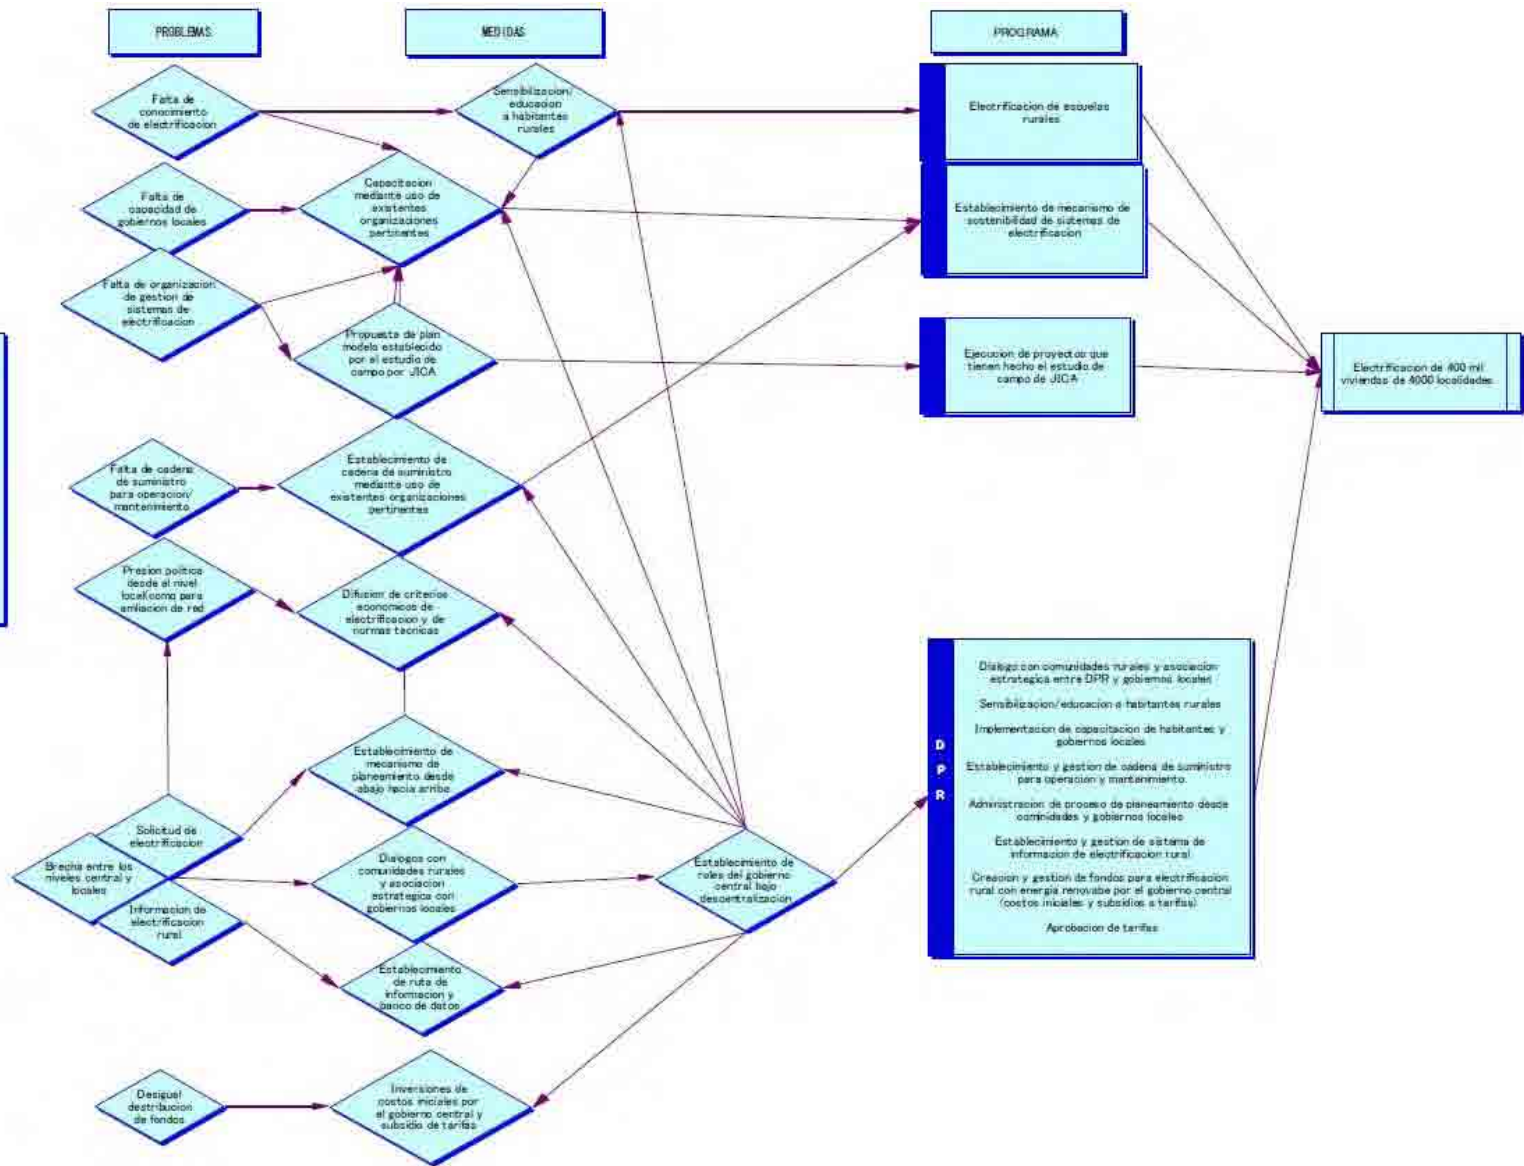 PROBLEMAS
MEDIDAS
PROGRAMA
Falta de
conocimiento
de electrificacion
Sensibilizacion/
educacion
a habitantes
rurales
Electrificacion de escuelas
rurales
Falta de
capacidad de
gobiernos locales
Capacitacion
mediante uso de
existentes
organizaciones
pertinentes
Establecimiento de mecanismo de
sostenibilidad de sistemas de
electrificacion
Falta de organizacion
de gestion de
sistemas de
electrificacion
Propuesta de plan
modelo establecido
por el estudio de
campo por JICA
Ejecucion de proyectos que
tienen hecho el estudio de
campo de JICA
Electrificacion de 400 mil
viviendas de 4000 localidades
Falta de cadena
de suministro
para operacion/
mantenimiento
Establecimiento de
cadena de suministro
mediante uso de
existentes organizaciones
pertinentes
Presion politica
desde el nivel
local como para
amliacion de red
Difusion de criterios
economicos de
electrificacion y de
normas tecnicas
Establecimiento de
mecanismo de
planeamiento desde
abajo hacia arriba
Solicitud de
electrificacion
Brecha entre los
niveles central y
locales
Informacion de
electrificacion
rural
Dialogos con
comunidades rurales
y asociacion
estrategica con
gobiernos locales
Establecimiento de
roles del gobierno
central bajo
descentralizacion
Establecimiento
de ruta de
informacion y
banco de datos
Desigual
destribucion
de fondos
Inversiones de
costos iniciales por
el gobierno central y
subsidio de tarifas
D
P
R
Dialogo con comunidades rurales y asociacion
estrategica entre DPR y gobiernos locales
Sensibilizacion/educacion a habitantes rurales
Implementacion de capacitacion de habitantes y
gobiernos locales
Establecimiento y gestion de cadena de suministro
para operacion y mantenimiento.
Administracion de proceso de planeamiento desde
cominidades y gobiernos locales
Establecimiento y gestion de sistema de
informacion de electrificacion rural
Creacion y gestion de fondos para electrificacion
rural con energia renovabe por el gobierno central
(costos iniciales y subsidios a tarifas)
Aprobacion de tarifas